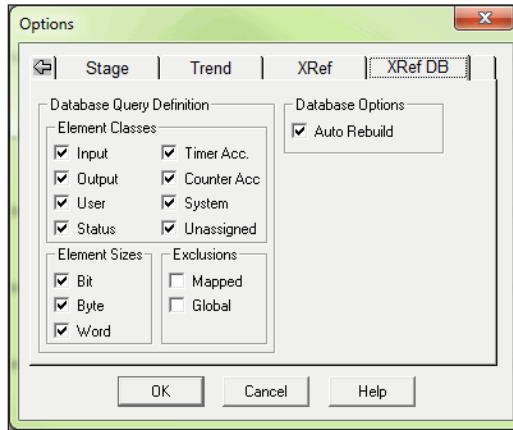 Options
Stage Trend XRef XRef DB
Database Query Definition
Element Classes
Input
Output
User
Status
Timer Acc.
Counter Acc
System
Unassigned
Element Sizes
Bit
Byte
Word
Exclusions
Mapped
Global
Database Options
Auto Rebuild
OK Cancel Help